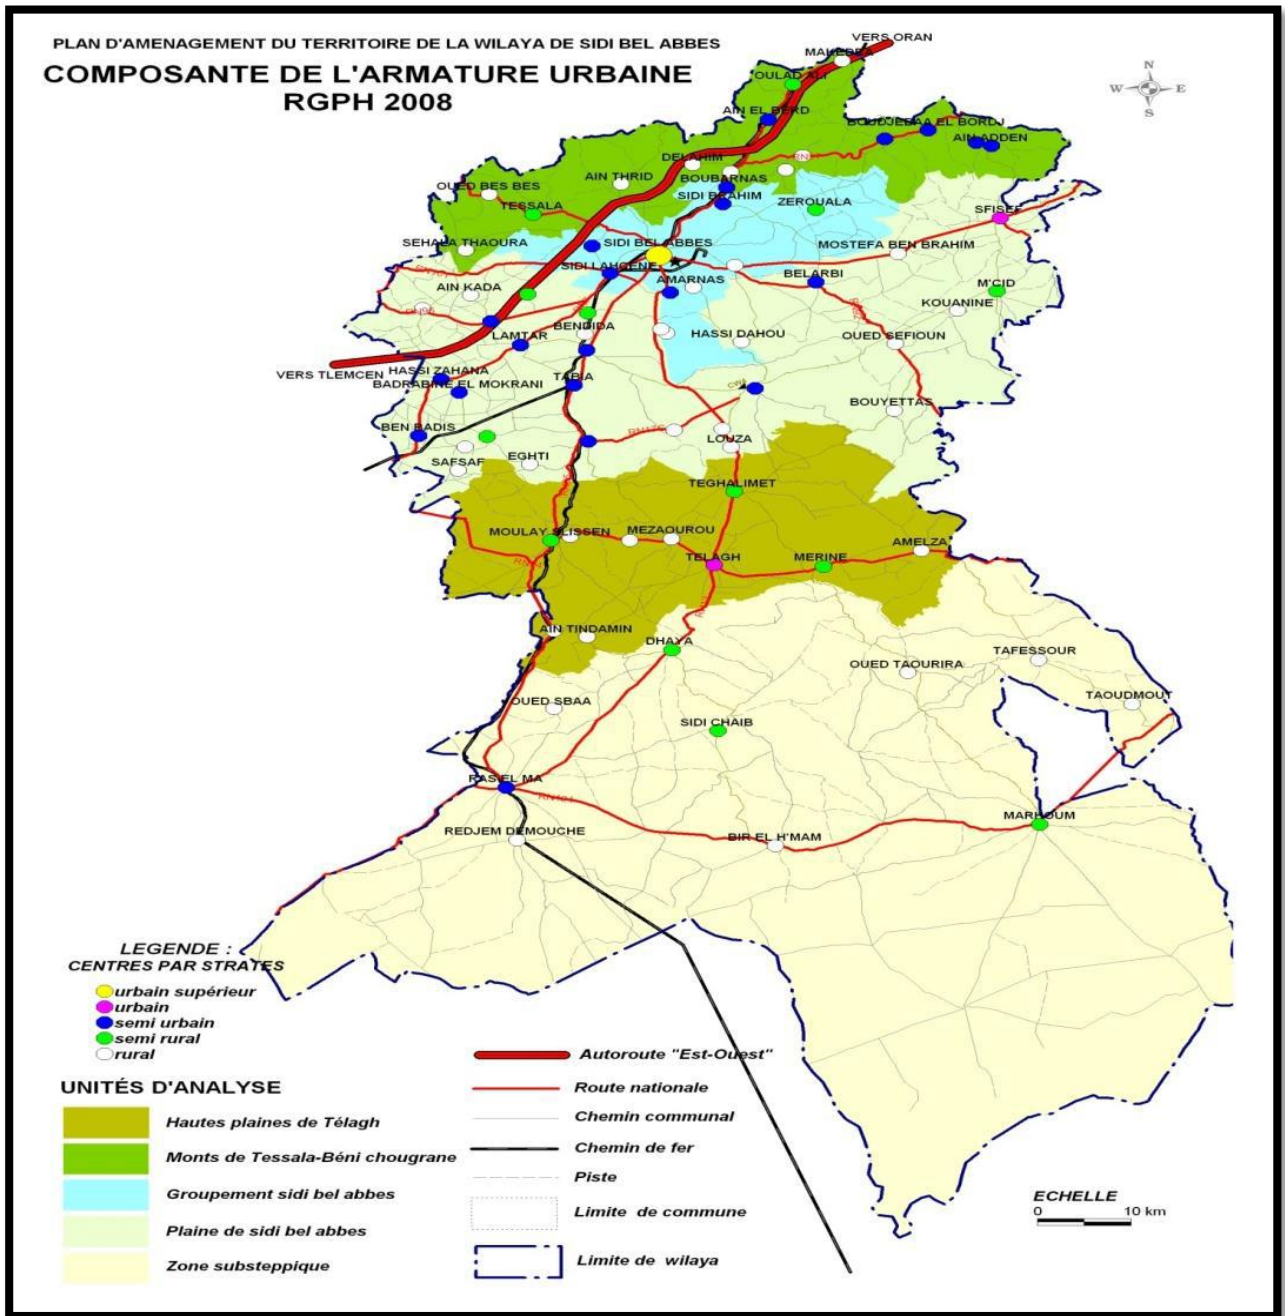 PLAN D'AMENAGEMENT DU TERRITOIRE DE LA WILAYA DE SIDI BEL ABBES
COMPOSANTE DE L'ARMATURE URBAINE
RGPH 2008
VERS ORAN
MAKEDRA
OULAD ALI
N
W E
S
AIN EL BERD
BOUDJEBAA EL BORDJ
AIN ADDEN
DELAHIM
AIN THRID
BOUBARNAS
OUED BES BES
SIDI BRAHIM
ZEROUALA
TESSALA
SFISEF
SEHALA THAOURA
SIDI BEL ABBES
MOSTEFA BEN BRAHIM
SIDI LAHCENE
AMARNAS
BELARBI
M'CID
AIN KADA
KOUANINE
BENDIDA
HASSI DAHOU
OUED SEFIOUN
LAMTAR
VERS TLEMCEN
HASSI ZAHANA
BADRABINE EL MOKRANI
TABIA
BOUYETTAS
BEN BADIS
LOUZA
SAFSAF
EGHTI
TEGHALIMET
MOULAY SLISSEN
MEZAOUROU
AMELZA
TELAGH
MERINE
AIN TINDAMIN
DHAYA
OUED TAOURIRA
TAFESSOUR
TAOUDMOUT
OUED SBAA
SIDI CHAIB
RAS EL MA
MARHOUM
REDJEM DEMOUCHE
BIR EL H'MAM
LEGENDE :
CENTRES PAR STRATES
urbain supérieur
urbain
semi urbain
semi rural
rural
UNITÉS D'ANALYSE
Hautes plaines de Télagh
Monts de Tessala-Béni chougrane
Groupement sidi bel abbes
Plaine de sidi bel abbes
Zone substeppique
Autoroute "Est-Ouest"
Route nationale
Chemin communal
Chemin de fer
Piste
Limite de commune
Limite de wilaya
ECHELLE
0 10 km